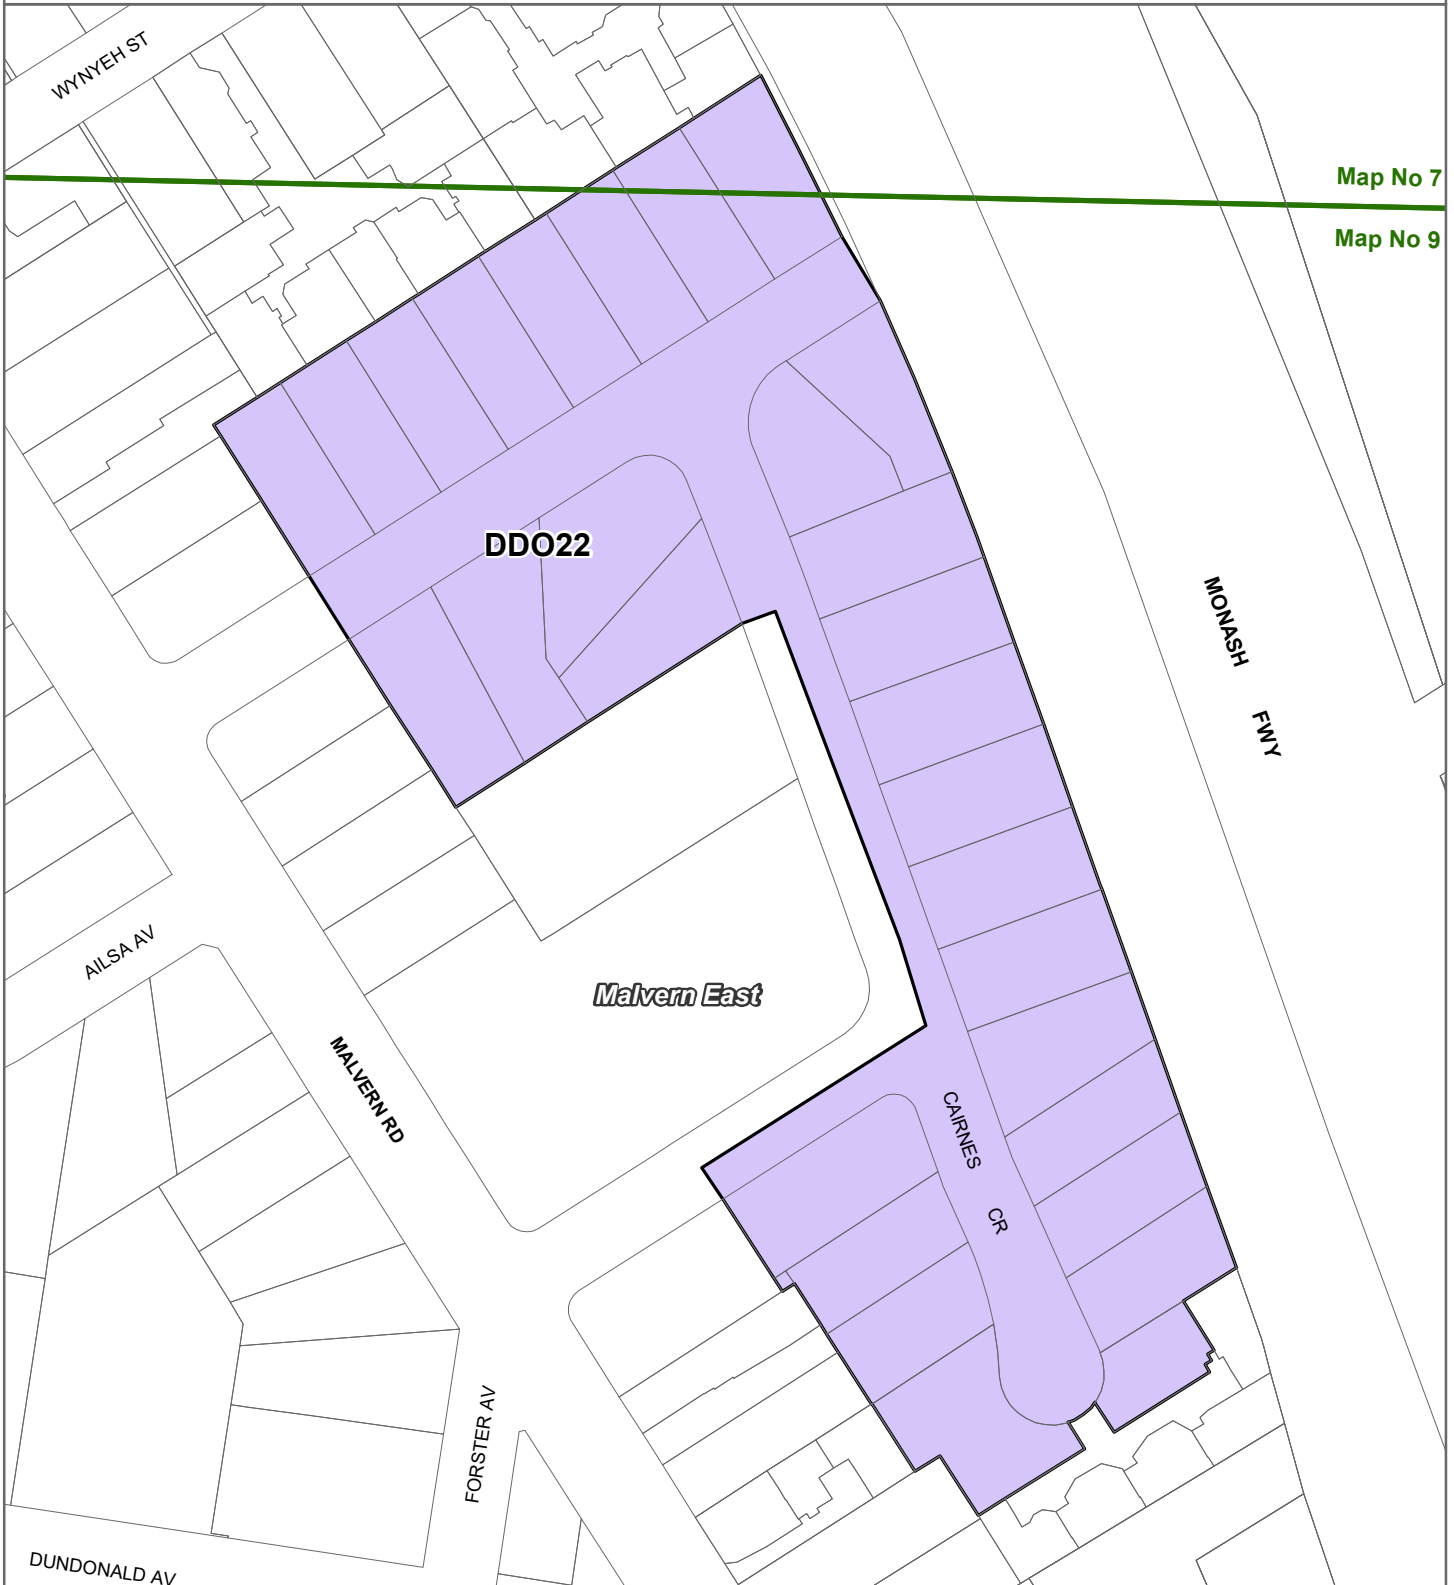 WYNYEH ST
Map No 7
Map No 9
DDO22
MONASH FWY
AILSA AV
Malvern East
MALVERN RD
CAIRNES CR
FORSTER AV
DUNDONALD AV